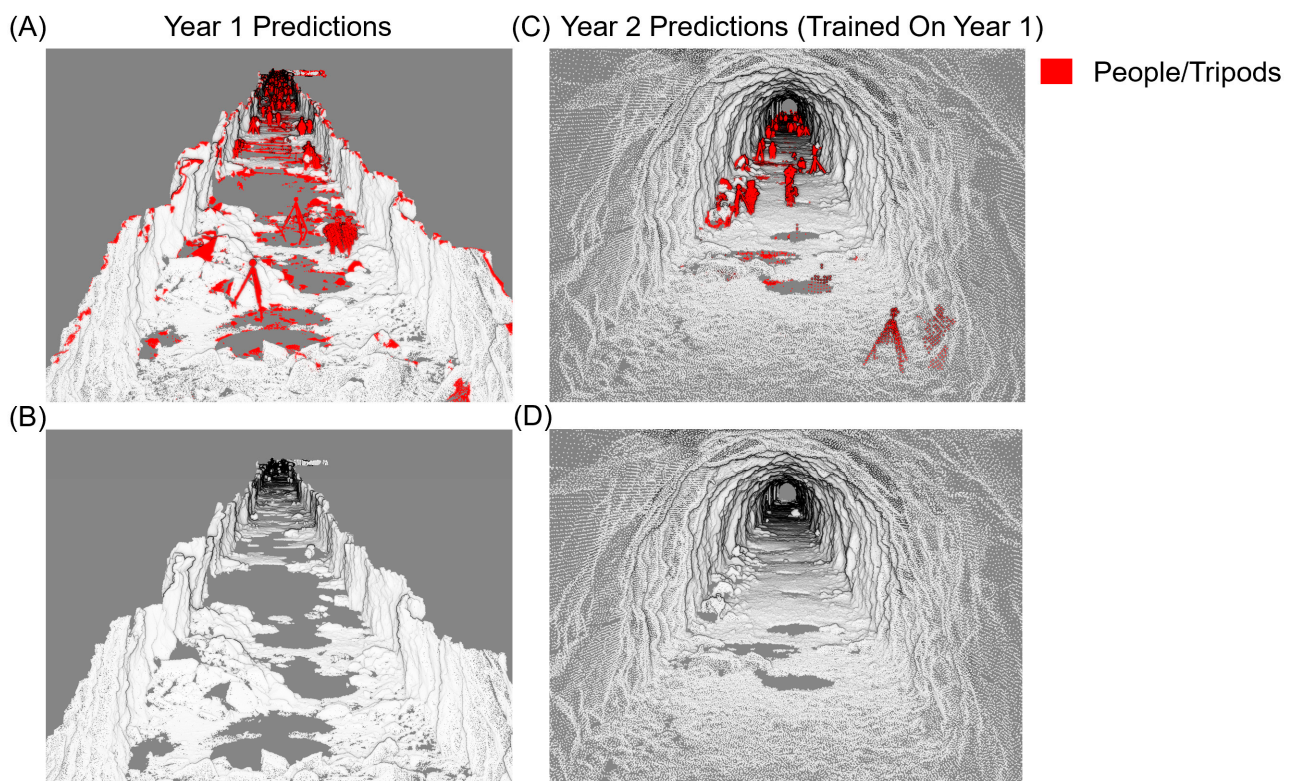 (A) Year 1 Predictions (C) Year 2 Predictions (Trained On Year 1)
People/Tripods
(B) (D)